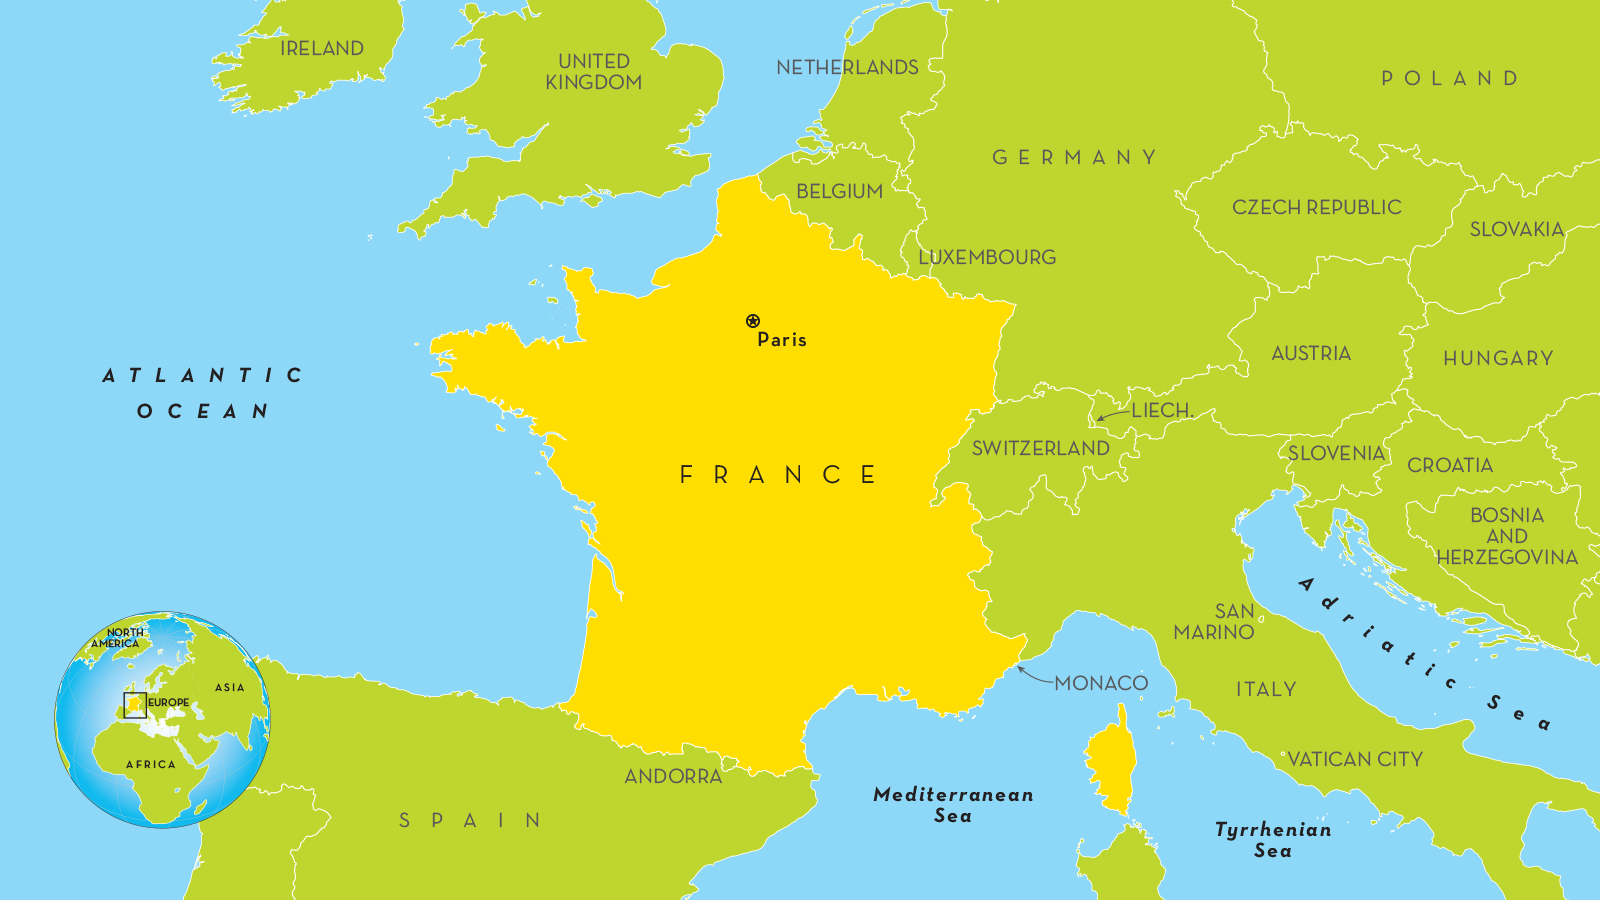 IRELAND
UNITED
KINGDOM
NETHERLANDS
POLAND
GERMANY
BELGIUM
CZECH REPUBLIC
SLOVAKIA
LUXEMBOURG
Paris
AUSTRIA
HUNGARY
ATLANTIC
OCEAN
LIECH.
SWITZERLAND
SLOVENIA
CROATIA
FRANCE
BOSNIA
AND
HERZEGOVINA
Adriatic Sea
SAN
MARINO
NORTH
AMERICA
ASIA
EUROPE
AFRICA
MONACO
ITALY
VATICAN CITY
ANDORRA
SPAIN
Mediterranean
Sea
Tyrrhenian
Sea